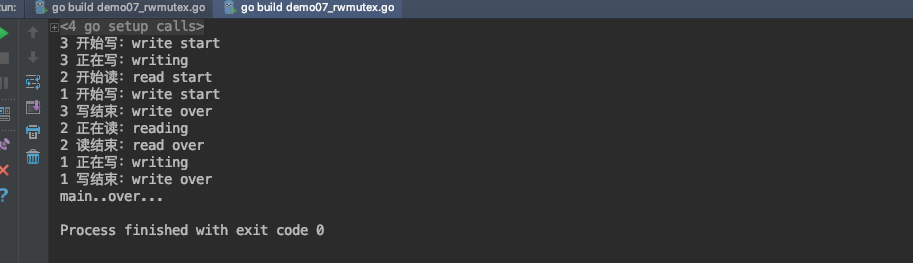 Run: go build demo07_rwmutex.go go build demo07_rwmutex.go
<4 go setup calls>
3 开始写: write start
3 正在写: writing
2 开始读: read start
1 开始写: write start
3 写结束: write over
2 正在读: reading
2 读结束: read over
1 正在写: writing
1 写结束: write over
main..over...
Process finished with exit code 0